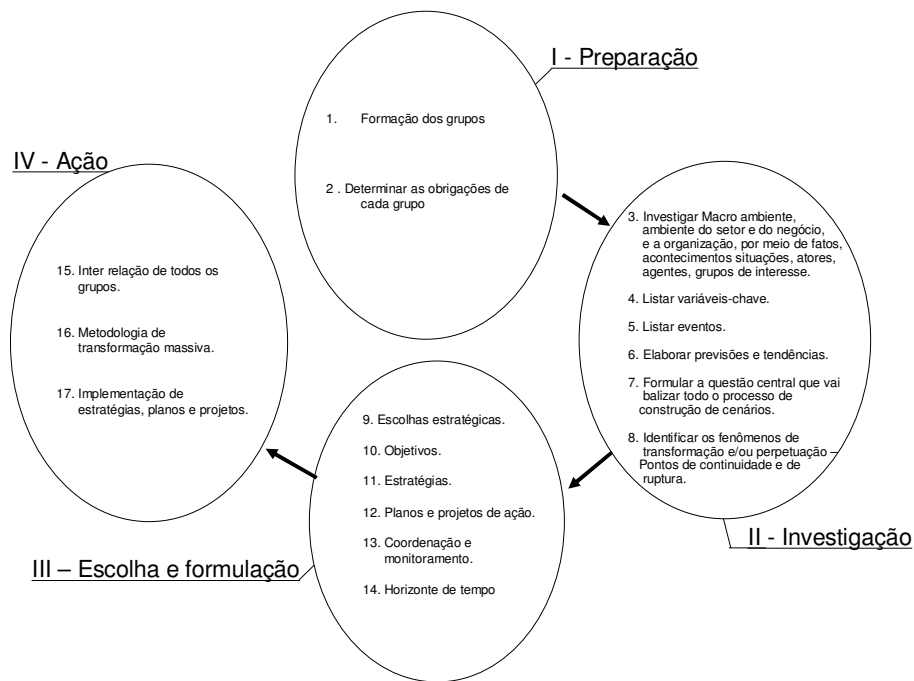 I - Preparação
1. Formação dos grupos
2 . Determinar as obrigações de
cada grupo
II - Investigação
3. Investigar Macro ambiente,
ambiente do setor e do negócio,
e a organização, por meio de fatos,
acontecimentos situações, atores,
agentes, grupos de interesse.
4. Listar variáveis-chave.
5. Listar eventos.
6. Elaborar previsões e tendências.
7. Formular a questão central que vai
balizar todo o processo de
construção de cenários.
8. Identificar os fenômenos de
transformação e/ou perpetuação –
Pontos de continuidade e de
ruptura.
III – Escolha e formulação
9. Escolhas estratégicas.
10. Objetivos.
11. Estratégias.
12. Planos e projetos de ação.
13. Coordenação e
monitoramento.
14. Horizonte de tempo
IV - Ação
15. Inter relação de todos os
grupos.
16. Metodologia de
transformação massiva.
17. Implementação de
estratégias, planos e projetos.